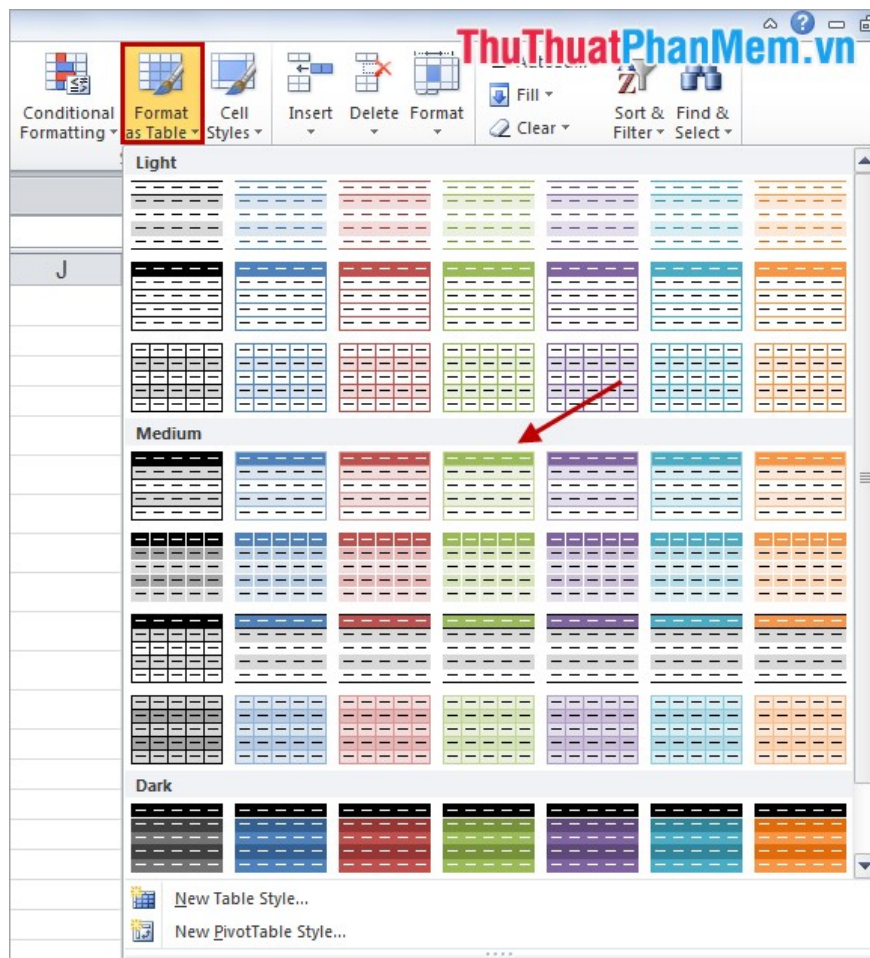 ThuThuatPhanMem.vn
Conditional
Formatting
Format
as Table
Cell
Styles
Insert
Delete
Format
Fill
Clear
Sort &
Filter
Find &
Select
Light
J
Medium
Dark
New Table Style...
New PivotTable Style...